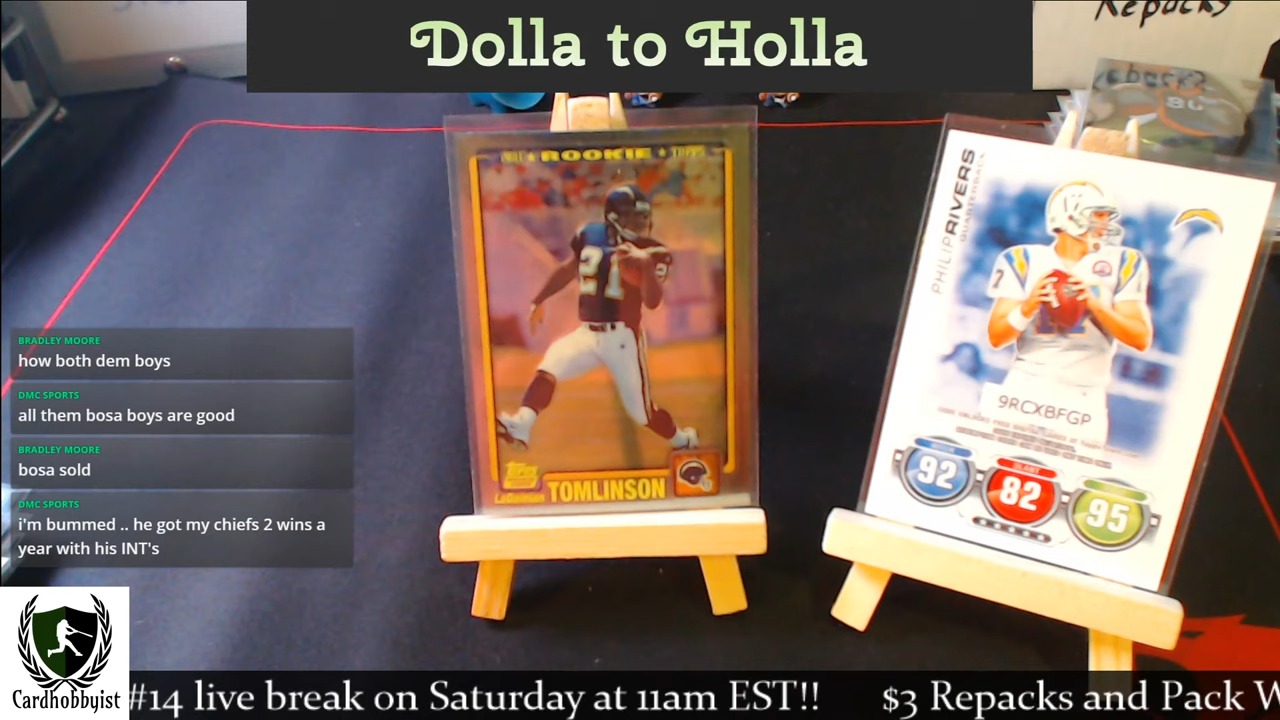 Dolla to Holla
Repacks
ROOKIE
21
TOPPS
LaDainian TOMLINSON
PHILIP RIVERS
QUARTERBACK
9RCXBFGP
92
82
95
BRADLEY MOORE
how both dem boys
DMC SPORTS
all them bosa boys are good
BRADLEY MOORE
bosa sold
DMC SPORTS
i'm bummed .. he got my chiefs 2 wins a
year with his INT's
Cardhobbyist
#14 live break on Saturday at 11am EST!! $3 Repacks and Pack W